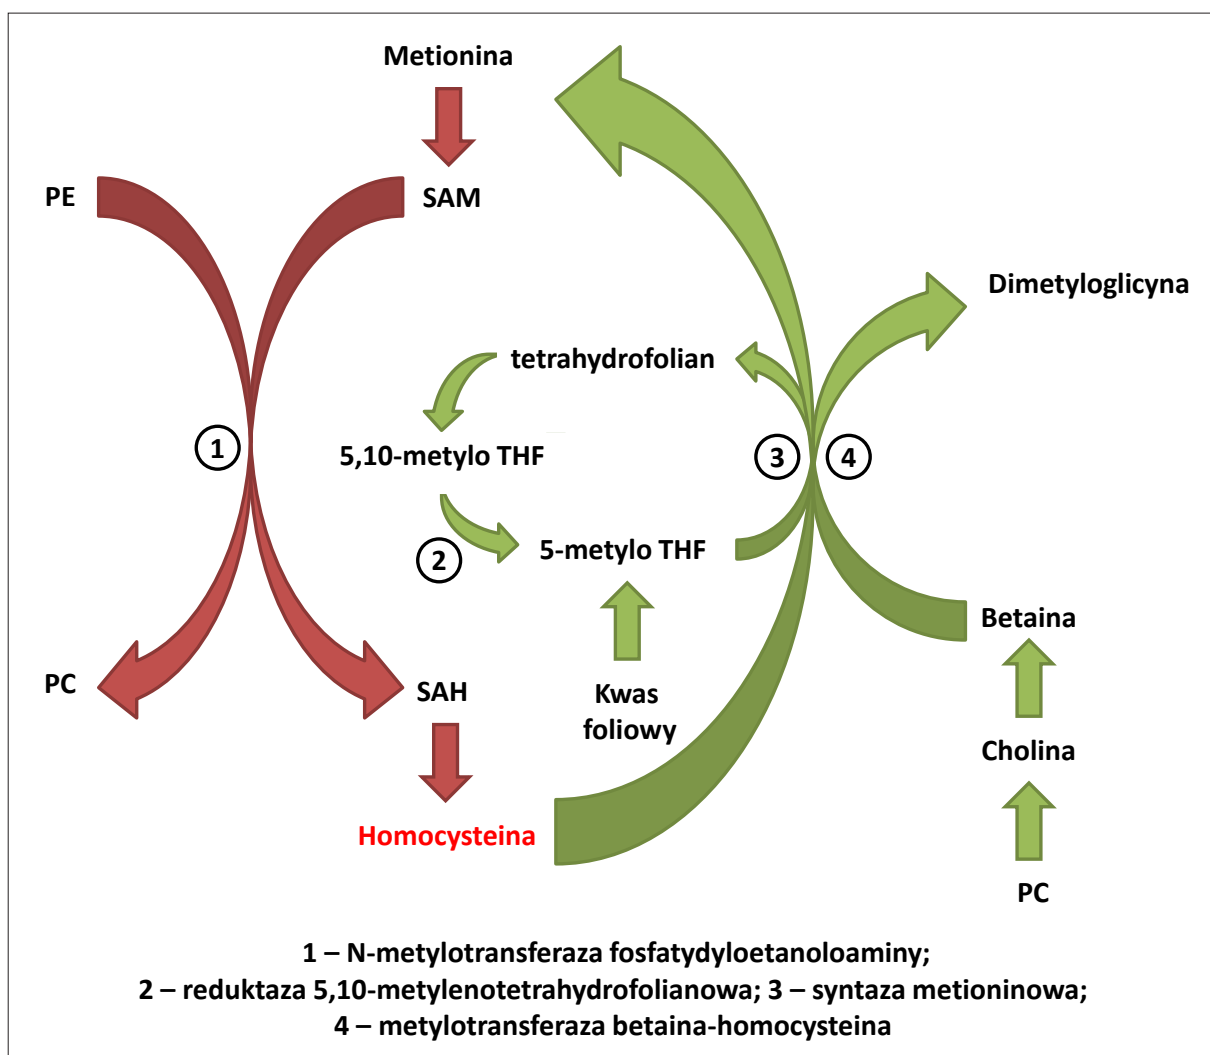 Metionina
PE
SAM
Dimetyloglicyna
tetrahydrofolian
1
5,10-metylo THF
3
4
2
5-metylo THF
Betaina
PC
SAH
Kwas
foliowy
Cholina
Homocysteina
PC
1 – N-metylotransferaza fosfatydyloetanoloaminy;
2 – reduktaza 5,10-metylenotetrahydrofolianowa; 3 – syntaza metioninowa;
4 – metylotransferaza betaina-homocysteina